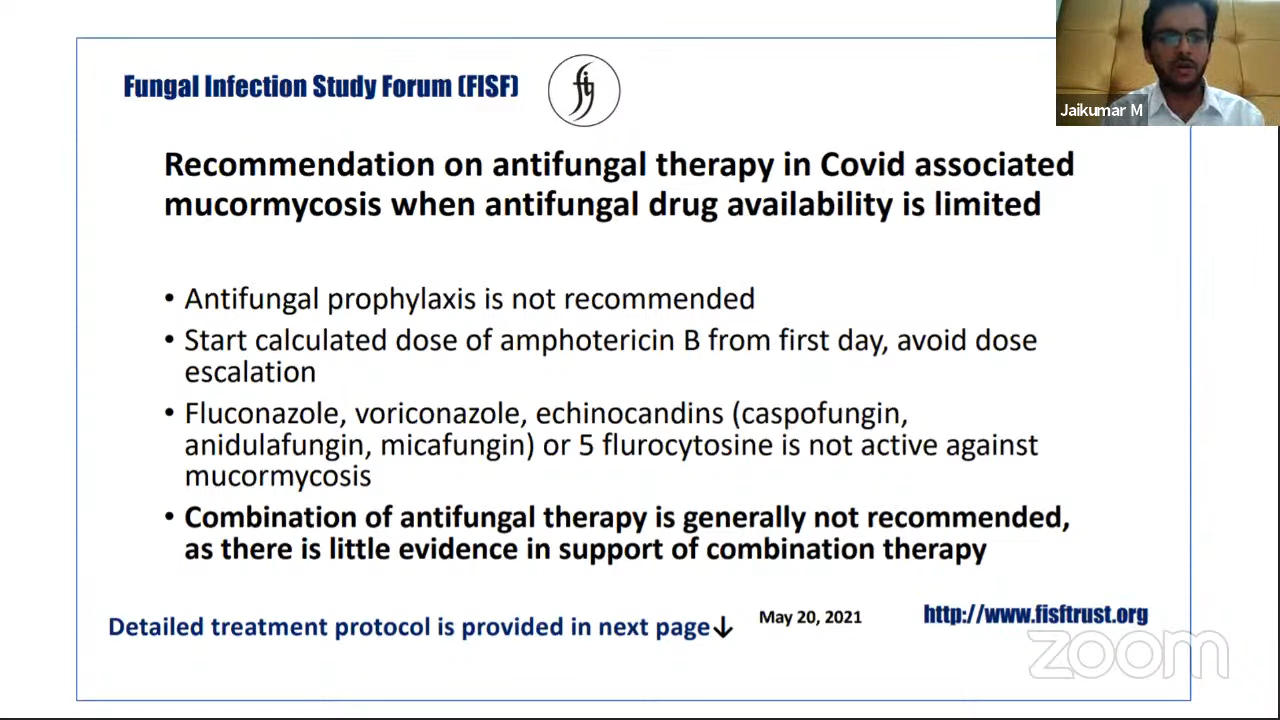 Jaikumar M
Fungal Infection Study Forum (FISF)
Recommendation on antifungal therapy in Covid associated
mucormycosis when antifungal drug availability is limited
• Antifungal prophylaxis is not recommended
• Start calculated dose of amphotericin B from first day, avoid dose
escalation
• Fluconazole, voriconazole, echinocandins (caspofungin,
anidulafungin, micafungin) or 5 flurocytosine is not active against
mucormycosis
• Combination of antifungal therapy is generally not recommended,
as there is little evidence in support of combination therapy
Detailed treatment protocol is provided in next page↓
May 20, 2021
http://www.fisftrust.org
zoom